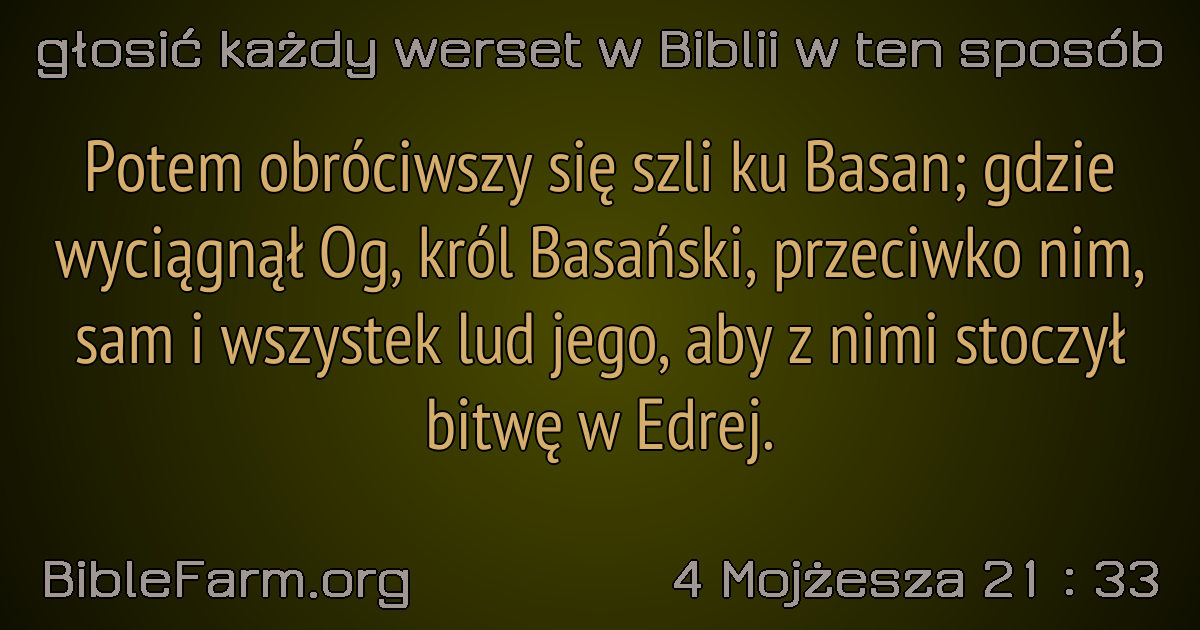 głosić każdy werset w Biblii w ten sposób
Potem obróciwszy się szli ku Basan; gdzie
wyciągnął Og, król Basański, przeciwko nim,
sam i wszystek lud jego, aby z nimi stoczył
bitwę w Edrej.
BibleFarm.org
4 Mojżesza 21 : 33